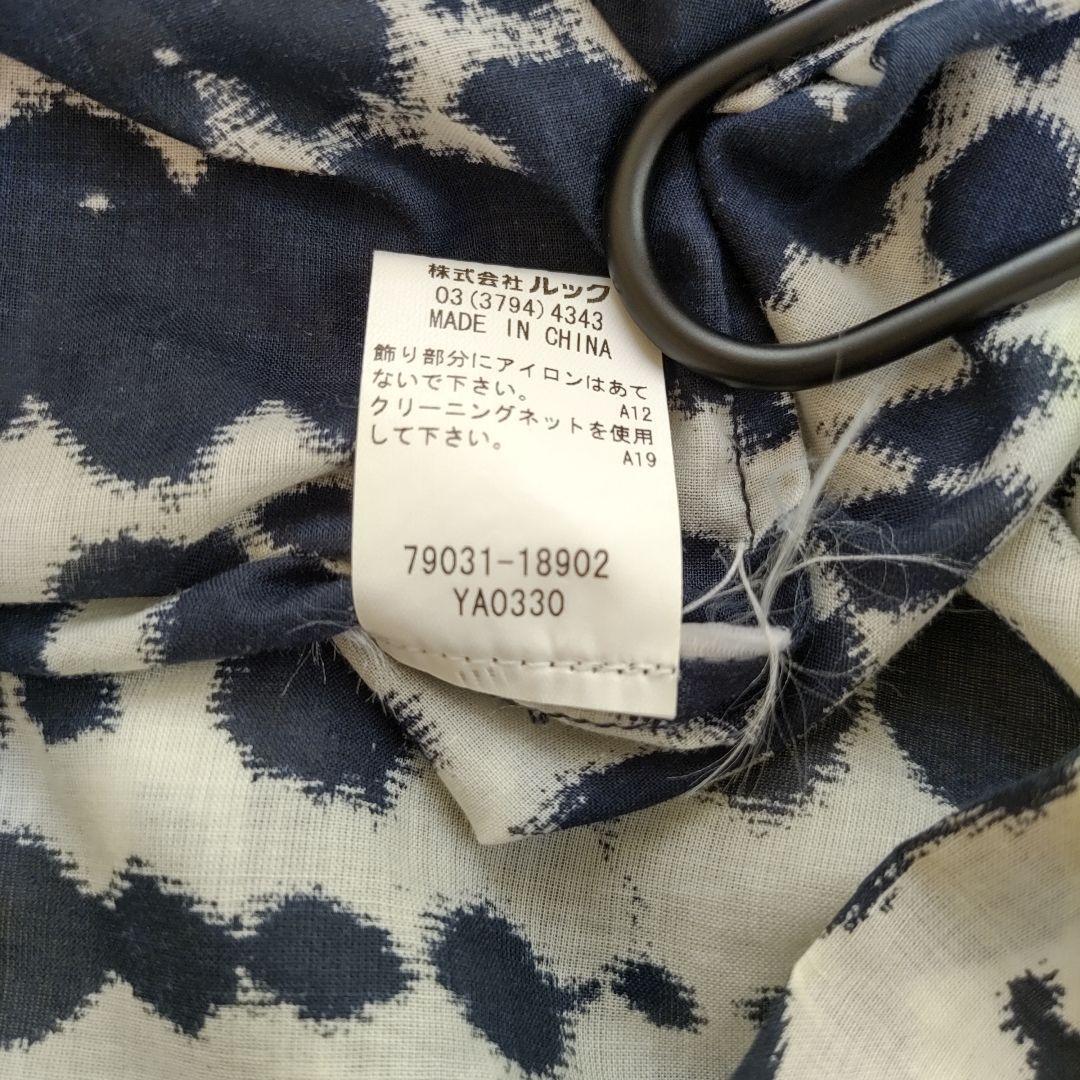 株式会社 ルック
03(3794)4343
MADE IN CHINA
飾り部分にアイロンはあて
ないで下さい。 A12
クリーニングネットを使用
して下さい。 A19
79031-18902
YA0330